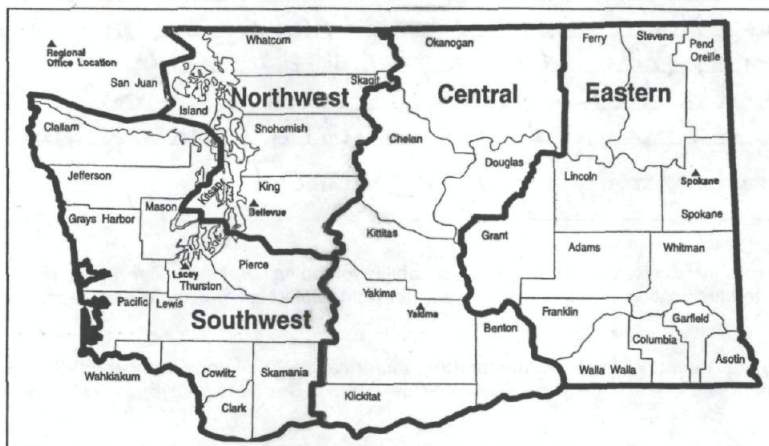 ▲ Regional
Office Location
San Juan
Whatcom
Skagit
Island
Northwest
Snohomish
King
▲ Bellevue
Kitsap
Clallam
Jefferson
Grays Harbor
Mason
▲ Lacey
Thurston
Pierce
Pacific
Lewis
Southwest
Wahkiakum
Cowlitz
Skamania
Clark
Okanogan
Central
Chelan
Douglas
Kittitas
Yakima
▲ Yakima
Benton
Klickitat
Ferry
Stevens
Pend
Oreille
Eastern
Lincoln
▲ Spokane
Spokane
Grant
Adams
Whitman
Franklin
Garfield
Columbia
Walla Walla
Asotin